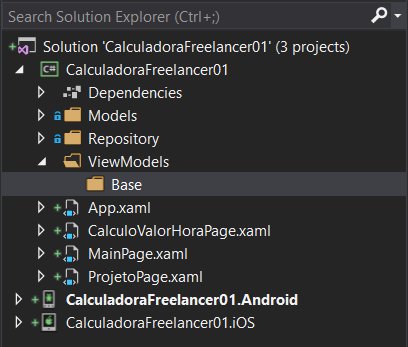 Search Solution Explorer (Ctrl+;)
Solution 'CalculadoraFreelancer01' (3 projects)
C# CalculadoraFreelancer01
Dependencies
Models
Repository
ViewModels
Base
App.xaml
CalculoValorHoraPage.xaml
MainPage.xaml
ProjetoPage.xaml
CalculadoraFreelancer01.Android
CalculadoraFreelancer01.iOS